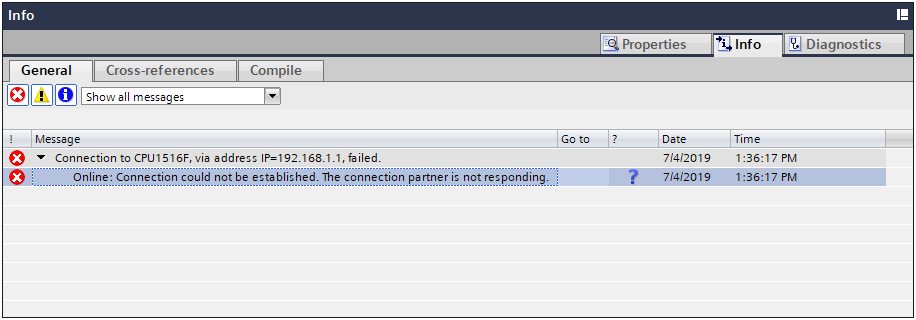 Info
Properties Info Diagnostics
General Cross-references Compile
Show all messages
! Message Go to ? Date Time
Connection to CPU1516F, via address IP=192.168.1.1, failed. 7/4/2019 1:36:17 PM
Online: Connection could not be established. The connection partner is not responding. ? 7/4/2019 1:36:17 PM